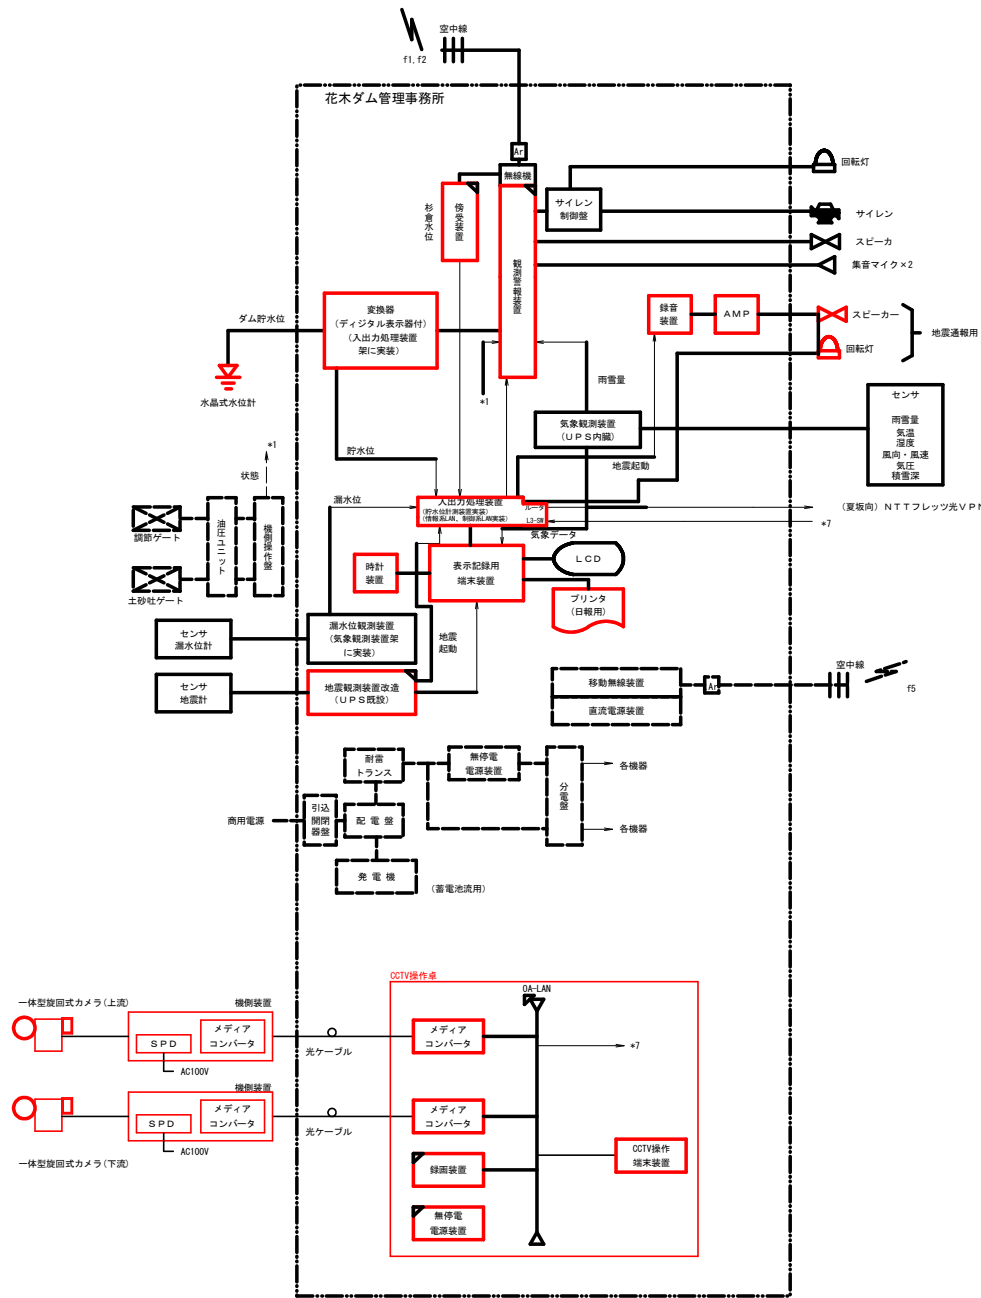 空中線
f1, f2
花木ダム管理事務所
Ar
無線機
回転灯
サイレン
制御盤
サイレン
スピーカ
集音マイク×2
杉倉水位
傍受装置
観測警報装置
変換器
(ディジタル表示器付)
(入出力処理装置
架に実装)
ダム貯水位
水晶式水位計
録音
装置
AMP
スピーカー
回転灯
地震通報用
*1
雨雪量
気象観測装置
(UPS内臓)
センサ
雨雪量
気温
湿度
風向・風速
気圧
積雪深
貯水位
地震起動
*1
状態
漏水位
入出力処理装置
(貯水位計測装置実装)
(情報系LAN、制御系LAN実装)
ルータ
L3-SW
(夏坂向) NTTフレッツ光VPN
*7
気象データ
調節ゲート
油圧ユニット
機側操作盤
土砂吐ゲート
時計
装置
表示記録用
端末装置
LCD
プリンタ
(日報用)
センサ
漏水位計
漏水位観測装置
(気象観測装置架
に実装)
地震
起動
センサ
地震計
地震観測装置改造
(UPS既設)
移動無線装置
直流電源装置
Ar
空中線
f5
耐雷
トランス
無停電
電源装置
分電盤
各機器
各機器
商用電源
引込
開閉
器盤
配電盤
発電機
(蓄電池流用)
CCTV操作卓
OA-LAN
一体型旋回式カメラ(上流)
機側装置
メディア
コンバータ
SPD
AC100V
光ケーブル
メディア
コンバータ
*7
機側装置
メディア
コンバータ
SPD
AC100V
光ケーブル
メディア
コンバータ
一体型旋回式カメラ(下流)
録画装置
CCTV操作
端末装置
無停電
電源装置